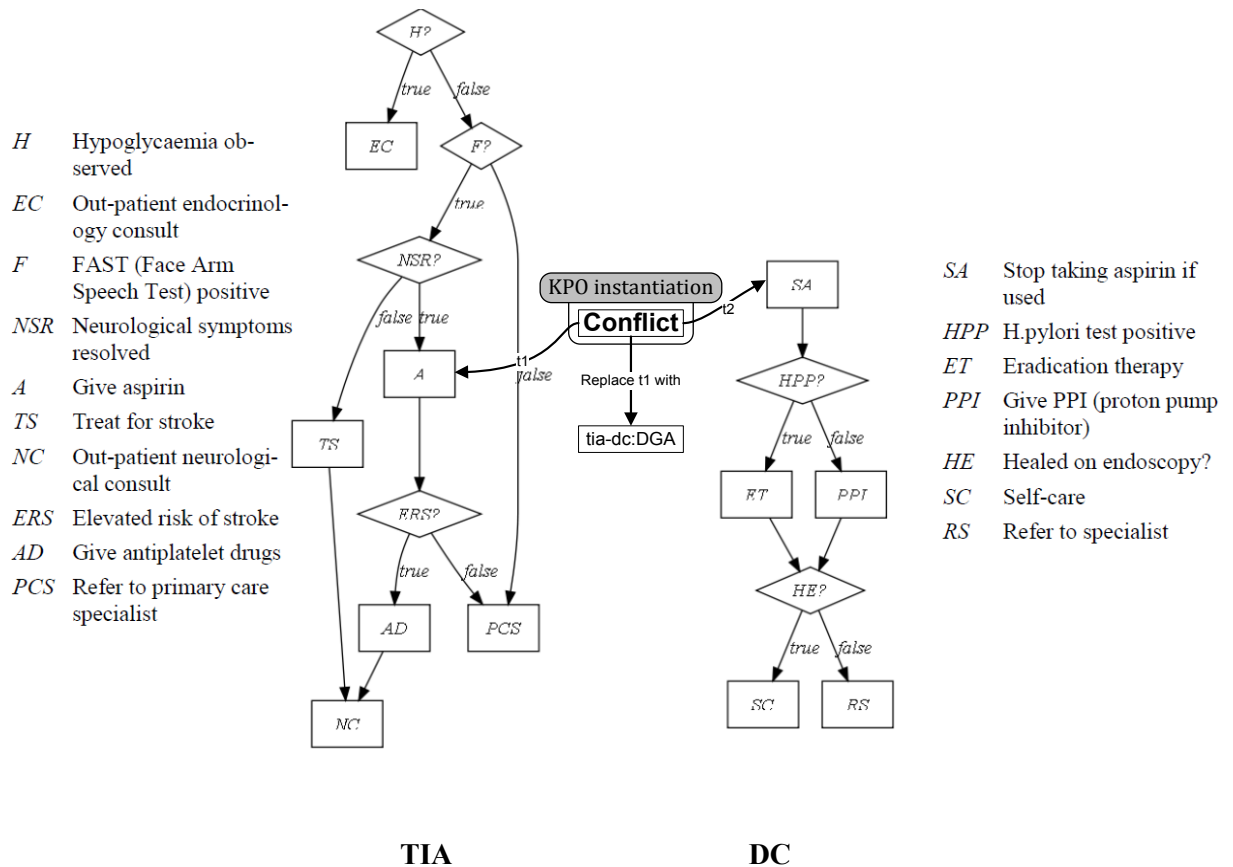 H?
true
false
EC
F?
true
NSR?
false
true
A
false
TS
ERS?
true
false
AD
PCS
NC
H Hypoglycaemia ob-
served
EC Out-patient endocrinol-
ogy consult
F FAST (Face Arm
Speech Test) positive
NSR Neurological symptoms
resolved
A Give aspirin
TS Treat for stroke
NC Out-patient neurologi-
cal consult
ERS Elevated risk of stroke
AD Give antiplatelet drugs
PCS Refer to primary care
specialist
KPO instantiation
Conflict
t1
t2
Replace t1 with
tia-dc:DGA
SA
HPP?
true
false
ET
PPI
HE?
true
false
SC
RS
SA Stop taking aspirin if
used
HPP H.pylori test positive
ET Eradication therapy
PPI Give PPI (proton pump
inhibitor)
HE Healed on endoscopy?
SC Self-care
RS Refer to specialist
TIA
DC